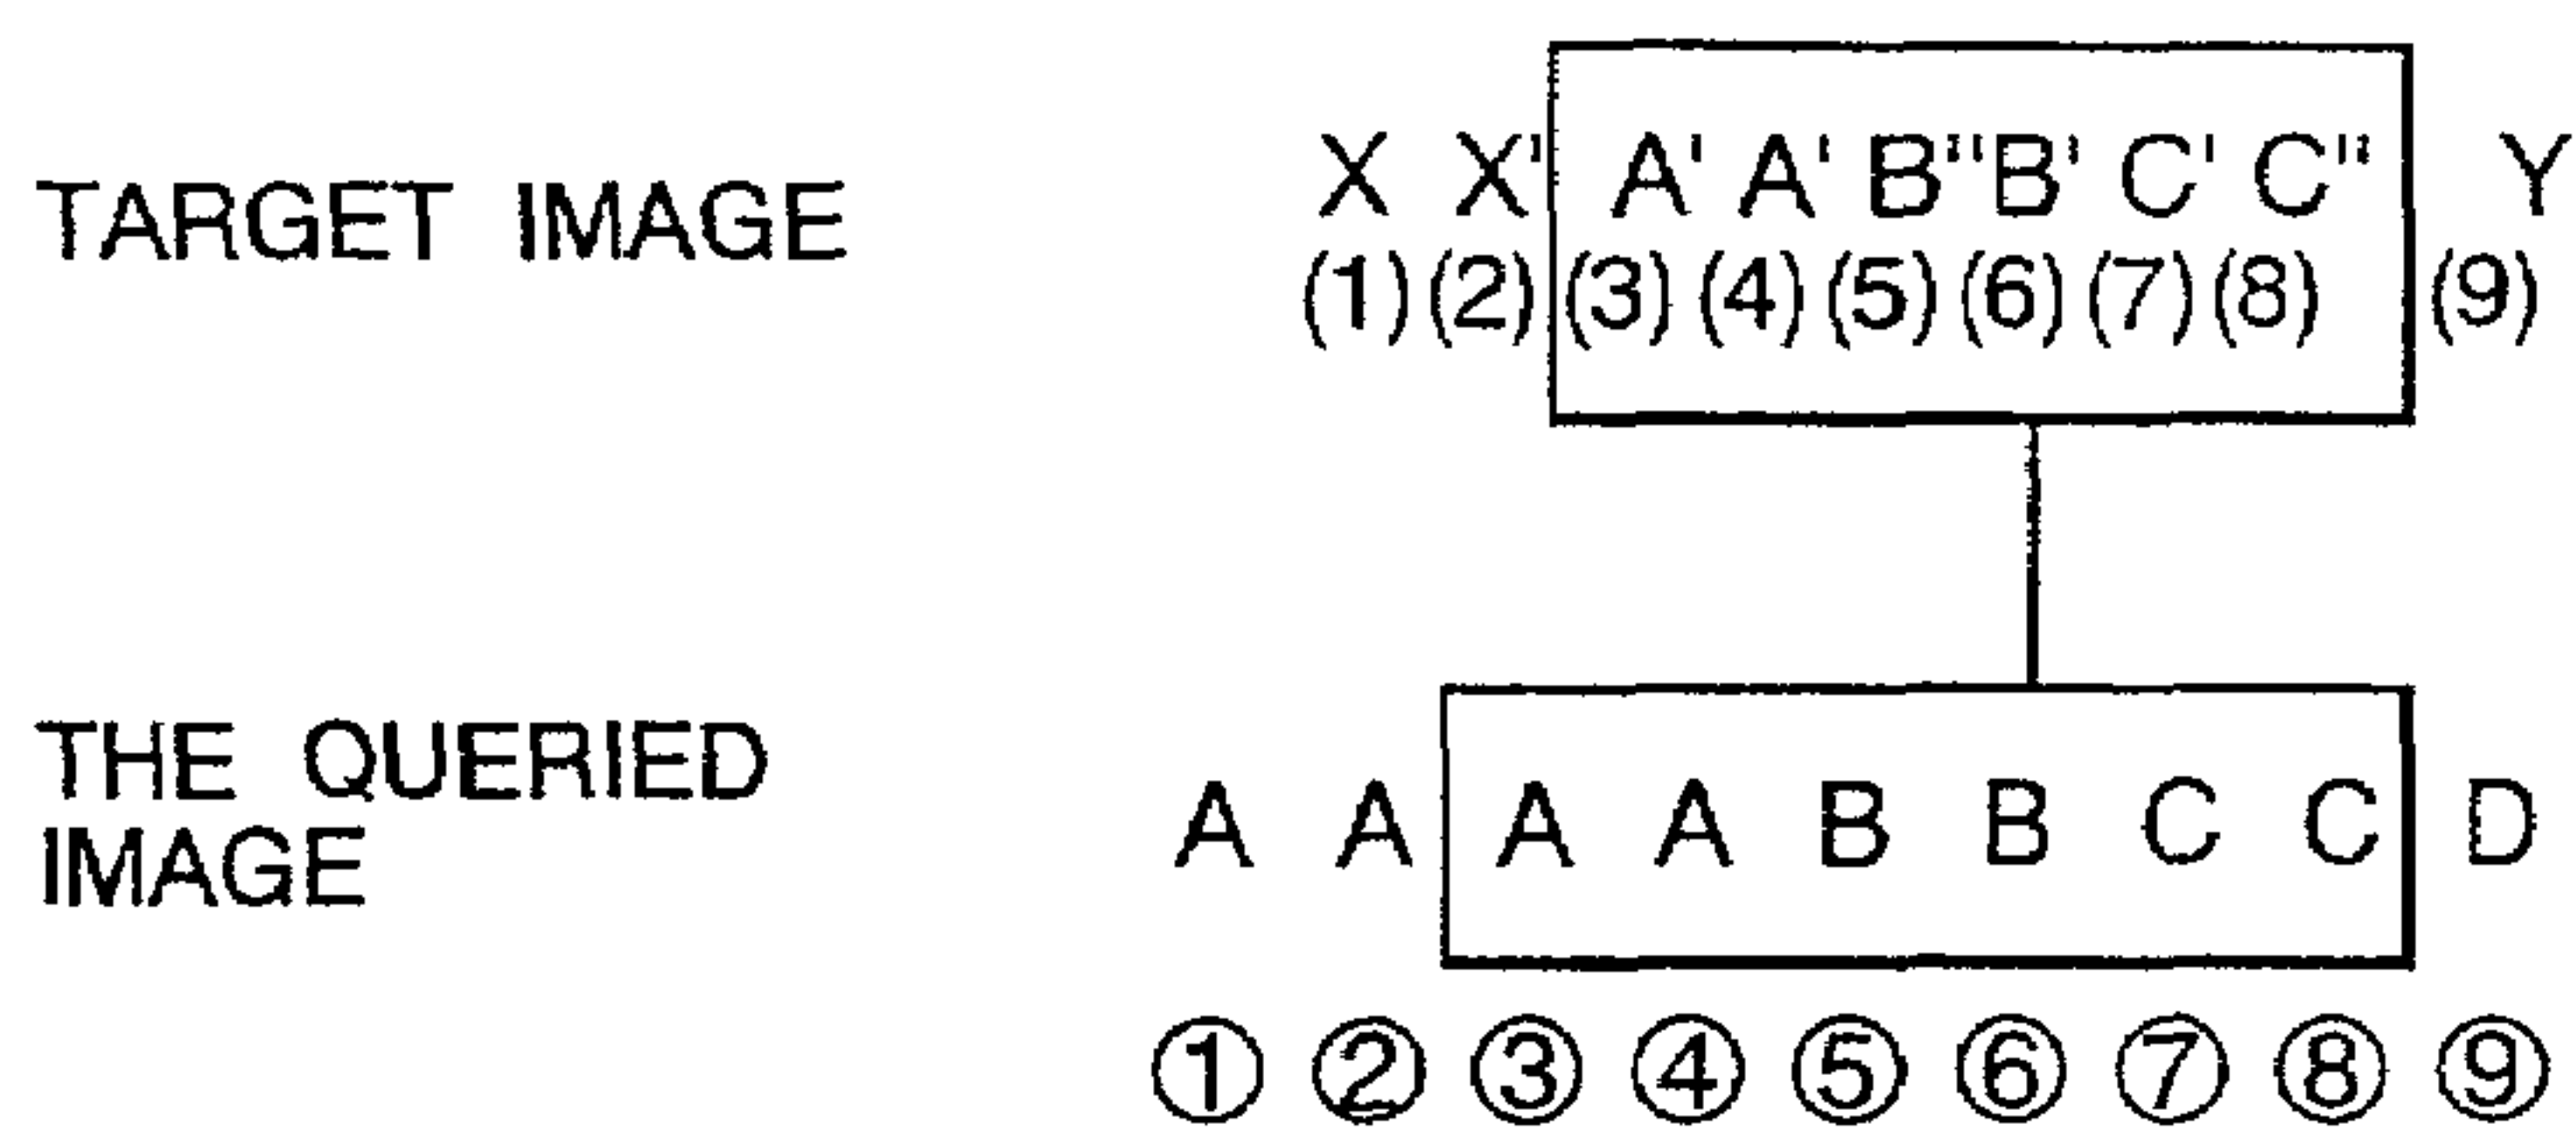 TARGET IMAGE
X X' A' A' B" B' C' C" Y
(1) (2) (3) (4) (5) (6) (7) (8) (9)
THE QUERIED
IMAGE
A A A A B B C C D
① ② ③ ④ ⑤ ⑥ ⑦ ⑧ ⑨